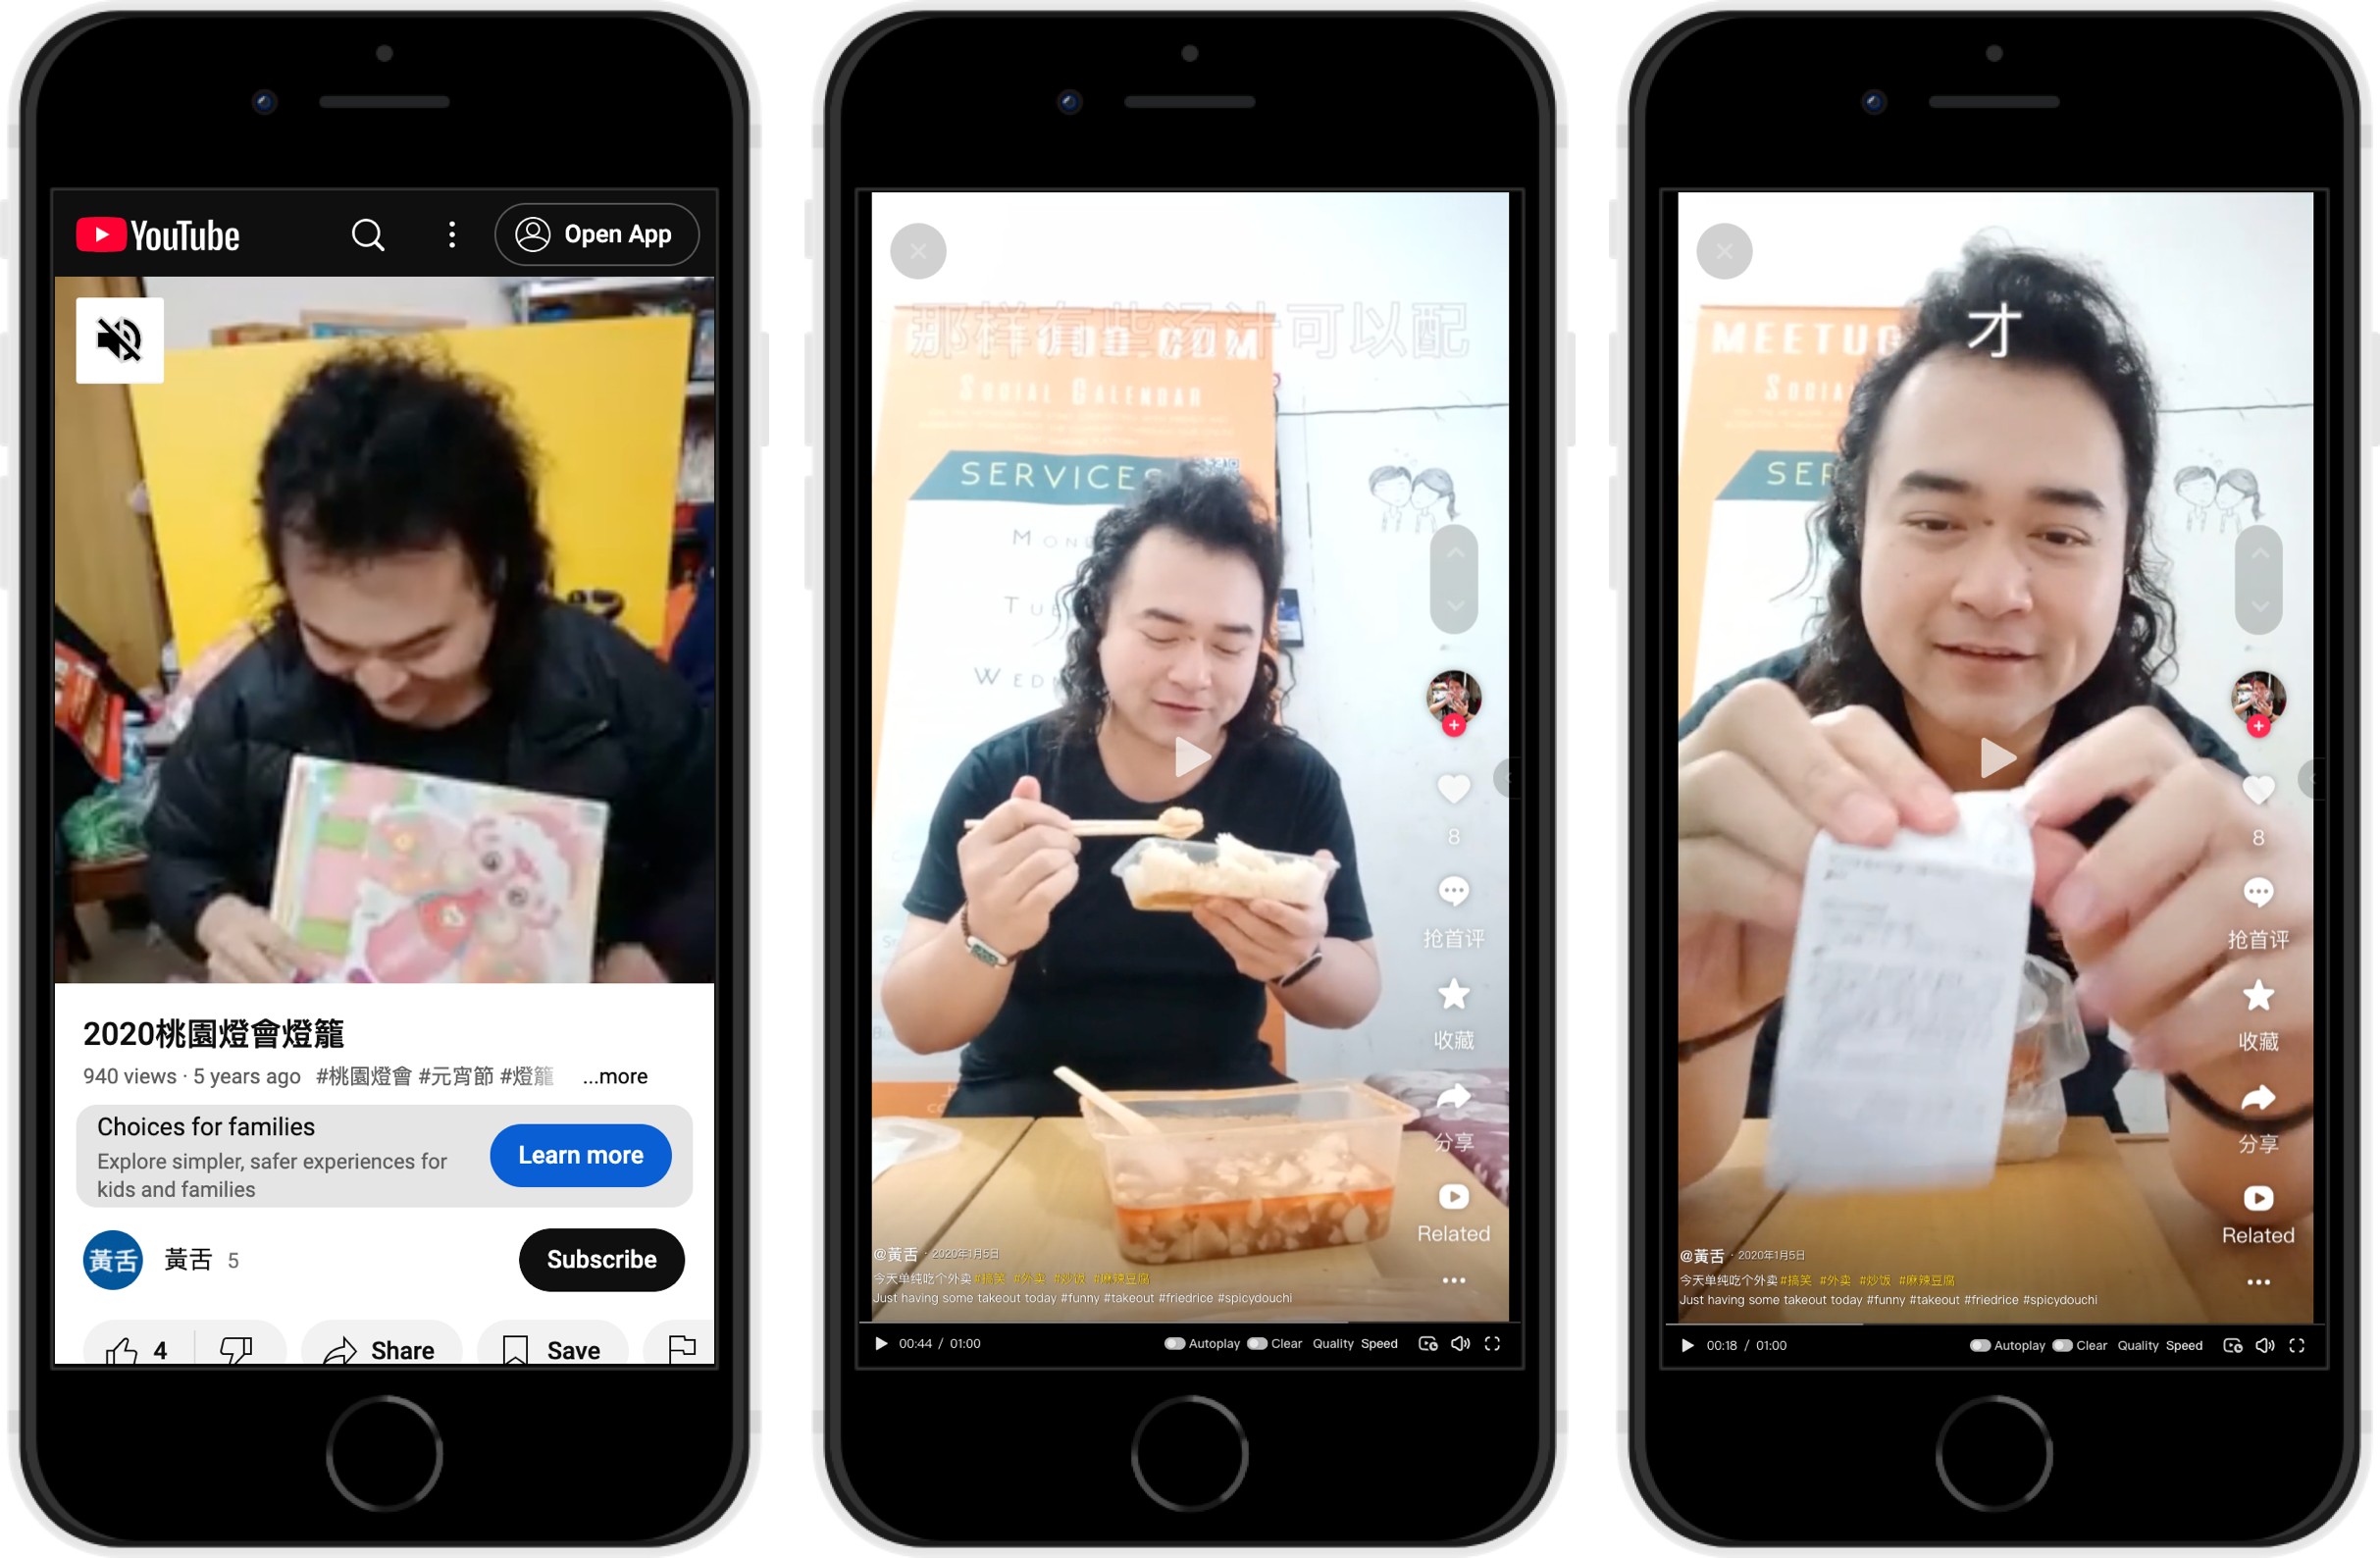 YouTube
Open App
2020桃園燈會燈籠
940 views · 5 years ago #桃園燈會 #元宵節 #燈籠 ...more
Choices for families
Explore simpler, safer experiences for
kids and families
Learn more
黃舌
黃舌 5
Subscribe
4
Share
Save
那样有些汤汁可以配
SOCIAL CALENDAR
SERVICES
8
抢首评
收藏
分享
Related
@黃舌 · 2020年1月5日
今天单纯吃个外卖 #搞笑 #外卖 #炒饭 #麻辣豆腐
Just having some takeout today #funny #takeout #friedrice #spicydouchi
00:44 / 01:00
Autoplay Clear Quality Speed
才
MEETUG
SER
8
抢首评
收藏
分享
Related
@黃舌 · 2020年1月5日
今天单纯吃个外卖 #搞笑 #外卖 #炒饭 #麻辣豆腐
Just having some takeout today #funny #takeout #friedrice #spicydouchi
00:18 / 01:00
Autoplay Clear Quality Speed